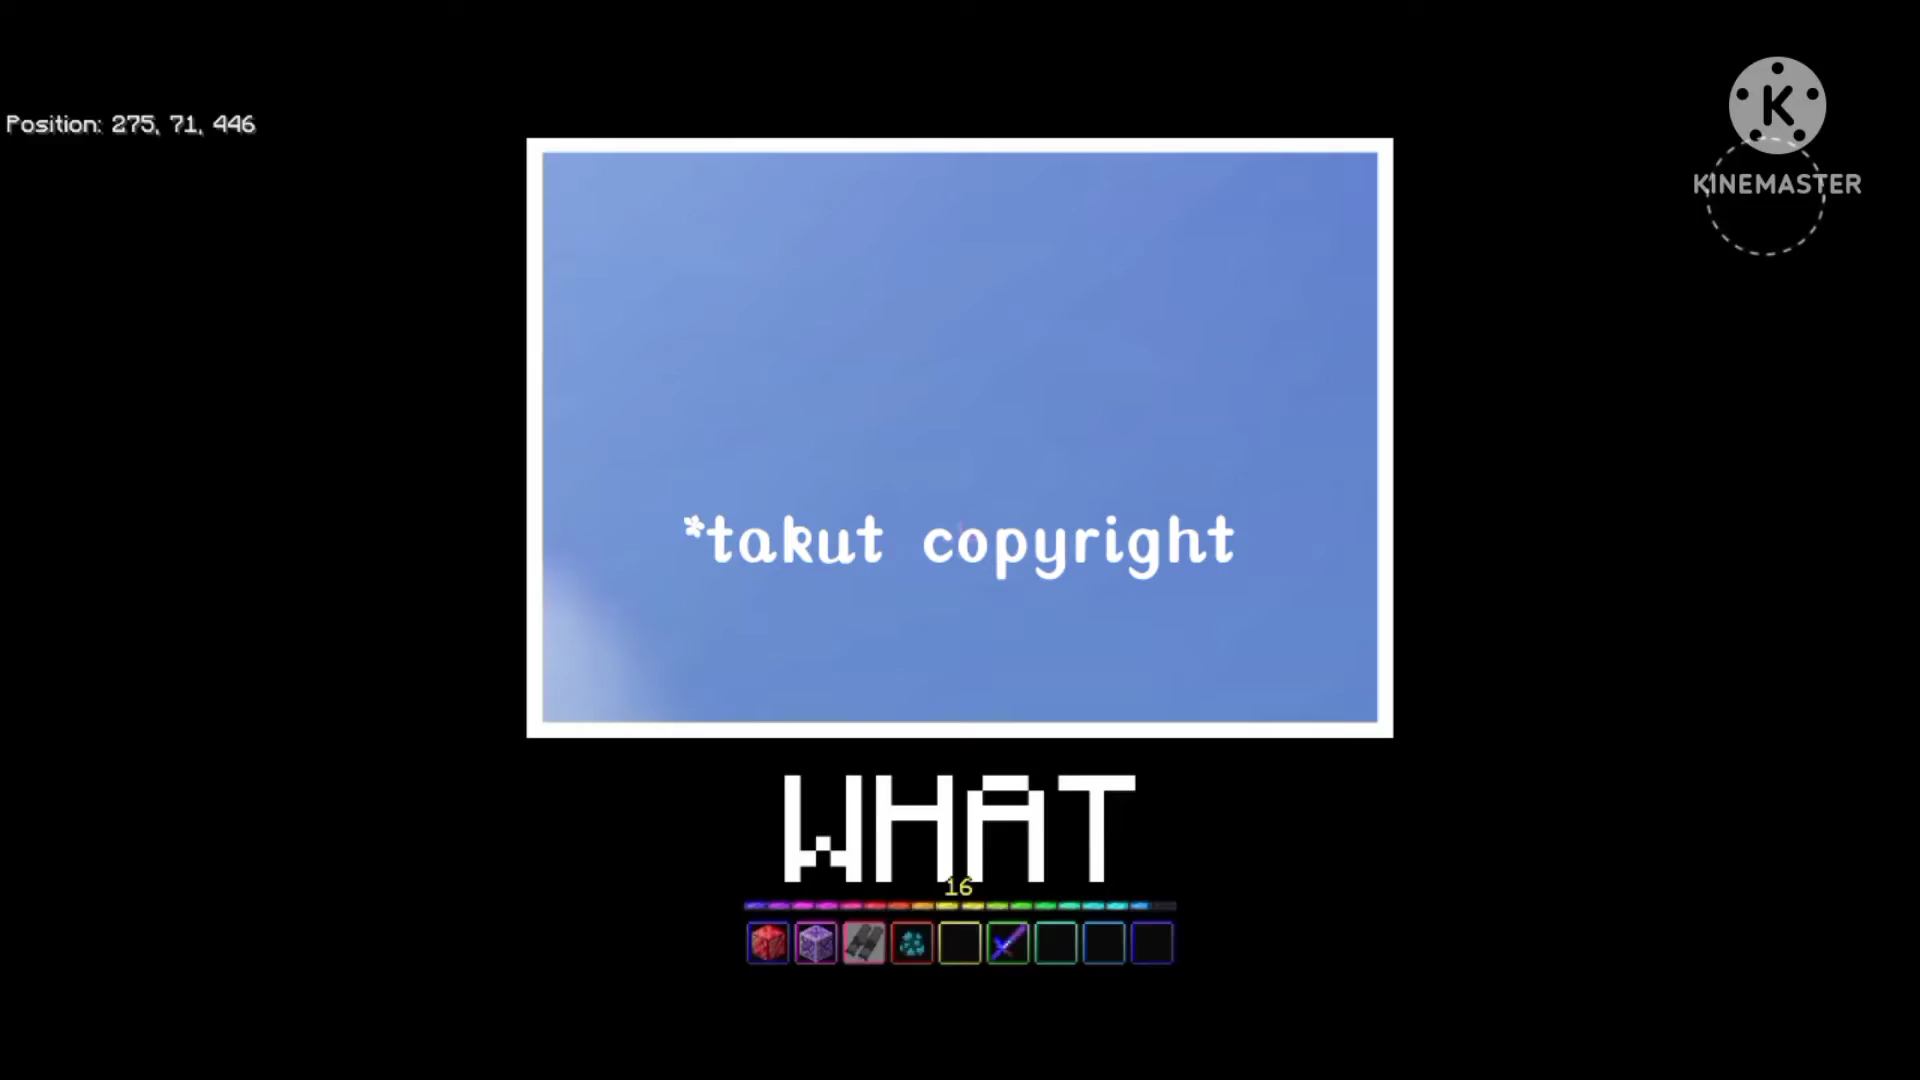 Position: 275, 71, 446
K
KINEMASTER
*takut copyright
WHAT
16